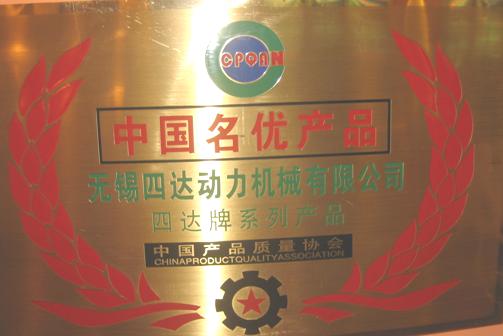 CPQAN
中国名优产品
无锡四达动力机械有限公司
四达牌系列产品
中国产品质量协会
CHINAPRODUCTQUALITYASSOCIATION